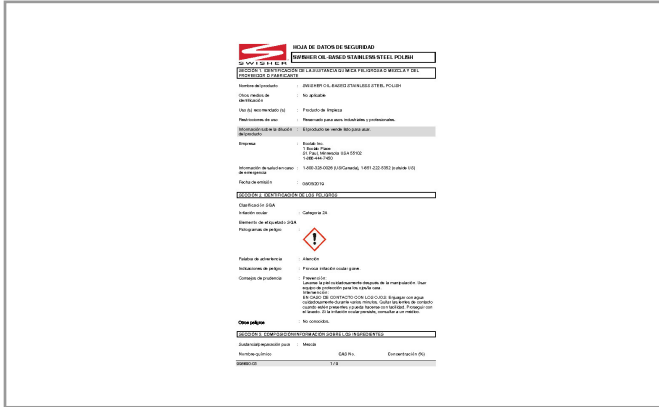 SWISHER
HOJA DE DATOS DE SEGURIDAD
SWISHER OIL-BASED STAINLESS STEEL POLISH
SECCIÓN 1. IDENTIFICACIÓN DE LA SUSTANCIA QUÍMICA PELIGROSA O MEZCLA Y DEL
PROVEEDOR O FABRICANTE
Nombre del producto : SWISHER OIL-BASED STAINLESS STEEL POLISH
Otros medios de : No aplicable
identificación
Uso (s) recomendado (s) : Producto de limpieza
Restricciones de uso : Reservado para usos industriales y profesionales.
Información sobre la dilución : El producto se vende listo para usar.
del producto
Empresa : Ecolab Inc.
1 Ecolab Place
St. Paul, Minnesota USA 55102
1-866-444-7450
Información de salud en caso : 1-800-328-0026 (US/Canadá), 1-651-222-5352 (outside US)
de emergencia
Fecha de emisión :
SECCIÓN 2. IDENTIFICACIÓN DE LOS PELIGROS
Clasificación SGA
Irritación ocular : Categoría 2A
Elemento de etiquetado SGA
Pictogramas de peligro :
Palabra de advertencia : Atención
Indicaciones de peligro : Provoca irritación ocular grave.
Consejos de prudencia : Prevención:
Lavarse la piel cuidadosamente después de la manipulación. Usar
equipo de protección para los ojos/la cara.
Intervención:
EN CASO DE CONTACTO CON LOS OJOS: Enjuagar con agua
cuidadosamente durante varios minutos. Quitar las lentes de contacto
cuando estén presentes y pueda hacerse con facilidad. Proseguir con
el lavado. Si la irritación ocular persiste, consultar a un médico.
Otros peligros : No conocidos.
SECCIÓN 3. COMPOSICIÓN/INFORMACIÓN SOBRE LOS INGREDIENTES
Sustancia/preparación pura : Mezcla
Nombre químico CAS No. Concentración (%)